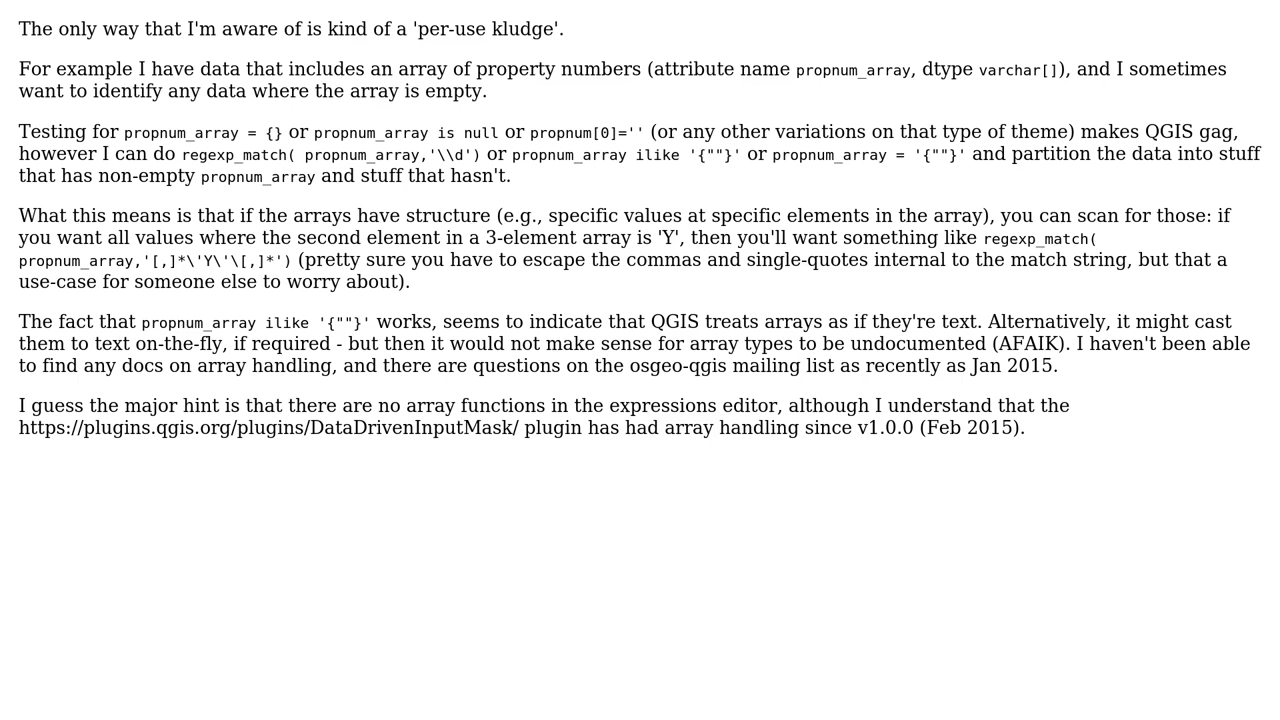 The only way that I'm aware of is kind of a 'per-use kludge'.
For example I have data that includes an array of property numbers (attribute name propnum_array, dtype varchar[]), and I sometimes
want to identify any data where the array is empty.
Testing for propnum_array = {} or propnum_array is null or propnum[0]='' (or any other variations on that type of theme) makes QGIS gag,
however I can do regexp_match( propnum_array,'\\d') or propnum_array ilike '{""}' or propnum_array = '{""}' and partition the data into stuff
that has non-empty propnum_array and stuff that hasn't.
What this means is that if the arrays have structure (e.g., specific values at specific elements in the array), you can scan for those: if
you want all values where the second element in a 3-element array is 'Y', then you'll want something like regexp_match(
propnum_array,'[,]*\'Y\'\[,]*') (pretty sure you have to escape the commas and single-quotes internal to the match string, but that a
use-case for someone else to worry about).
The fact that propnum_array ilike '{""}' works, seems to indicate that QGIS treats arrays as if they're text. Alternatively, it might cast
them to text on-the-fly, if required - but then it would not make sense for array types to be undocumented (AFAIK). I haven't been able
to find any docs on array handling, and there are questions on the osgeo-qgis mailing list as recently as Jan 2015.
I guess the major hint is that there are no array functions in the expressions editor, although I understand that the
https://plugins.qgis.org/plugins/DataDrivenInputMask/ plugin has had array handling since v1.0.0 (Feb 2015).